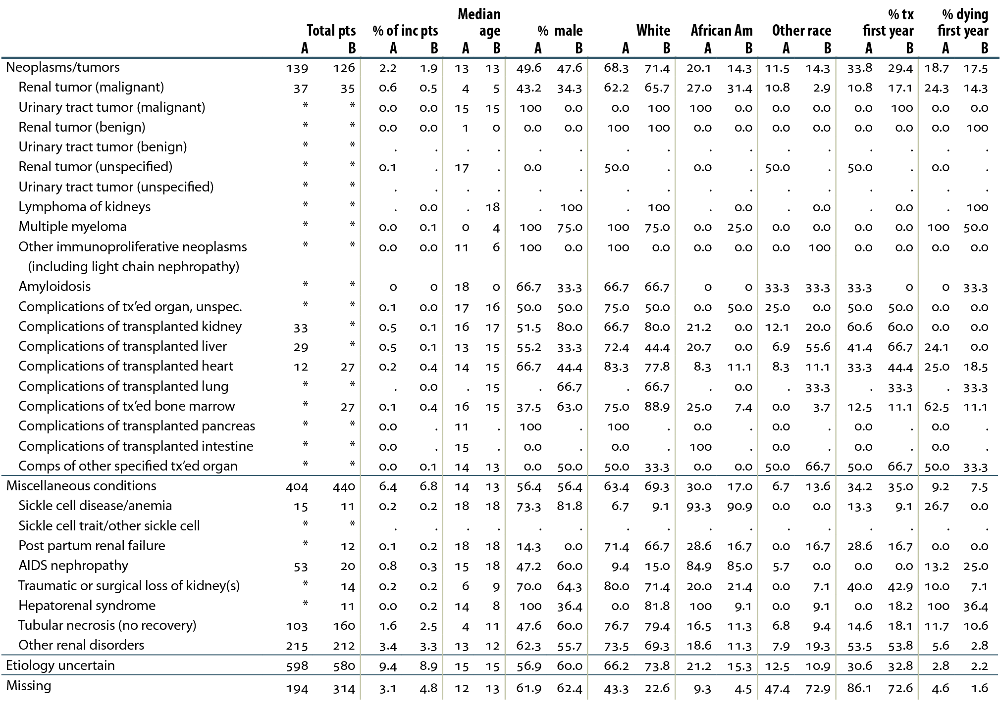 Median % tx % dying
Total pts % of inc pts age % male White African Am Other race first year first year
A B A B A B A B A B A B A B A B A B
Neoplasms/tumors 139 126 2.2 1.9 13 13 49.6 47.6 68.3 71.4 20.1 14.3 11.5 14.3 33.8 29.4 18.7 17.5
Renal tumor (malignant) 37 35 0.6 0.5 4 5 43.2 34.3 62.2 65.7 27.0 31.4 10.8 2.9 10.8 17.1 24.3 14.3
Urinary tract tumor (malignant) * * 0.0 0.0 15 15 100 0.0 0.0 100 100 0.0 0.0 0.0 0.0 100 0.0 0.0
Renal tumor (benign) * * 0.0 0.0 1 0 0.0 0.0 100 100 0.0 0.0 0.0 0.0 0.0 0.0 0.0 100
Urinary tract tumor (benign) * * . . . . . . . . . . . . . . . .
Renal tumor (unspecified) * * 0.1 . 17 . 0.0 . 50.0 . 0.0 . 50.0 . 50.0 . 0.0 .
Urinary tract tumor (unspecified) * * . . . . . . . . . . . . . . . .
Lymphoma of kidneys * * . 0.0 . 18 . 100 . 100 . 0.0 . 0.0 . 0.0 . 100
Multiple myeloma * * 0.0 0.1 0 4 100 75.0 100 75.0 0.0 25.0 0.0 0.0 0.0 0.0 100 50.0
Other immunoproliferative neoplasms * * 0.0 0.0 11 6 100 0.0 100 0.0 0.0 0.0 0.0 100 0.0 0.0 0.0 0.0
(including light chain nephropathy)
Amyloidosis * * 0 0 18 0 66.7 33.3 66.7 66.7 0 0 33.3 33.3 33.3 0 0 33.3
Complications of tx'ed organ, unspec. * * 0.1 0.0 17 16 50.0 50.0 75.0 50.0 0.0 50.0 25.0 0.0 50.0 50.0 0.0 0.0
Complications of transplanted kidney 33 * 0.5 0.1 16 17 51.5 80.0 66.7 80.0 21.2 0.0 12.1 20.0 60.6 60.0 0.0 0.0
Complications of transplanted liver 29 * 0.5 0.1 13 15 55.2 33.3 72.4 44.4 20.7 0.0 6.9 55.6 41.4 66.7 24.1 0.0
Complications of transplanted heart 12 27 0.2 0.4 14 15 66.7 44.4 83.3 77.8 8.3 11.1 8.3 11.1 33.3 44.4 25.0 18.5
Complications of transplanted lung * * . 0.0 . 15 . 66.7 . 66.7 . 0.0 . 33.3 . 33.3 . 33.3
Complications of tx'ed bone marrow * 27 0.1 0.4 16 15 37.5 63.0 75.0 88.9 25.0 7.4 0.0 3.7 12.5 11.1 62.5 11.1
Complications of transplanted pancreas * * 0.0 . 11 . 100 . 100 . 0.0 . 0.0 . 0.0 . 0.0 .
Complications of transplanted intestine * * 0.0 . 15 . 0.0 . 0.0 . 100 . 0.0 . 0.0 . 0.0 .
Comps of other specified tx'ed organ * * 0.0 0.1 14 13 0.0 50.0 50.0 33.3 0.0 0.0 50.0 66.7 50.0 66.7 50.0 33.3
Miscellaneous conditions 404 440 6.4 6.8 14 13 56.4 56.4 63.4 69.3 30.0 17.0 6.7 13.6 34.2 35.0 9.2 7.5
Sickle cell disease/anemia 15 11 0.2 0.2 18 18 73.3 81.8 6.7 9.1 93.3 90.9 0.0 0.0 13.3 9.1 26.7 0.0
Sickle cell trait/other sickle cell * * . . . . . . . . . . . . . . . .
Post partum renal failure * 12 0.1 0.2 18 18 14.3 0.0 71.4 66.7 28.6 16.7 0.0 16.7 28.6 16.7 0.0 0.0
AIDS nephropathy 53 20 0.8 0.3 15 18 47.2 60.0 9.4 15.0 84.9 85.0 5.7 0.0 0.0 0.0 13.2 25.0
Traumatic or surgical loss of kidney(s) * 14 0.2 0.2 6 9 70.0 64.3 80.0 71.4 20.0 21.4 0.0 7.1 40.0 42.9 10.0 7.1
Hepatorenal syndrome * 11 0.0 0.2 14 8 100 36.4 0.0 81.8 100 9.1 0.0 9.1 0.0 18.2 100 36.4
Tubular necrosis (no recovery) 103 160 1.6 2.5 4 11 47.6 60.0 76.7 79.4 16.5 11.3 6.8 9.4 14.6 18.1 11.7 10.6
Other renal disorders 215 212 3.4 3.3 13 12 62.3 55.7 73.5 69.3 18.6 11.3 7.9 19.3 53.5 53.8 5.6 2.8
Etiology uncertain 598 580 9.4 8.9 15 15 56.9 60.0 66.2 73.8 21.2 15.3 12.5 10.9 30.6 32.8 2.8 2.2
Missing 194 314 3.1 4.8 12 13 61.9 62.4 43.3 22.6 9.3 4.5 47.4 72.9 86.1 72.6 4.6 1.6